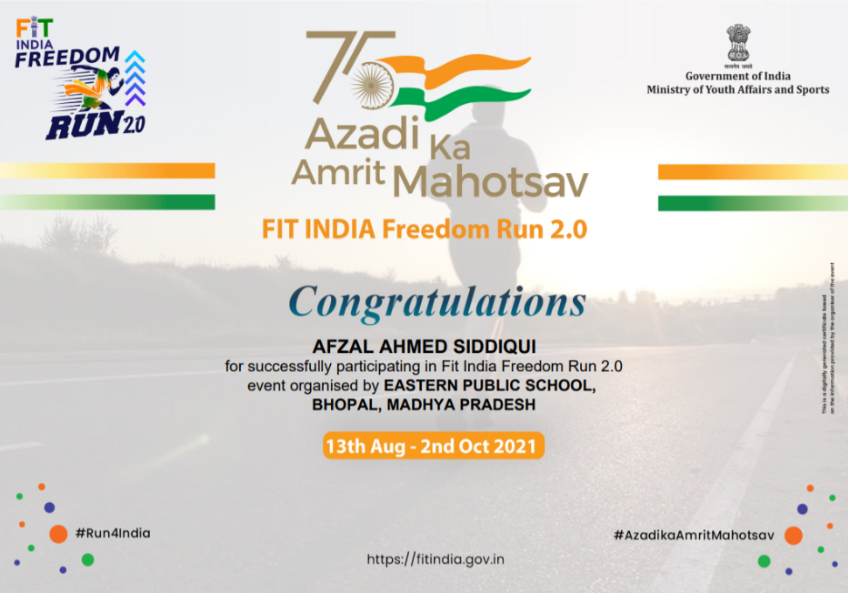 FiT
INDIA
FREEDOM
RUN 2.0
75
Azadi Ka
Amrit Mahotsav
सत्यमेव जयते
Government of India
Ministry of Youth Affairs and Sports
FIT INDIA Freedom Run 2.0
Congratulations
AFZAL AHMED SIDDIQUI
for successfully participating in Fit India Freedom Run 2.0
event organised by EASTERN PUBLIC SCHOOL,
BHOPAL, MADHYA PRADESH
13th Aug - 2nd Oct 2021
This is a digitally generated certificate based
on the information provided by the organiser of the event
#Run4India
#AzadikaAmritMahotsav
https://fitindia.gov.in